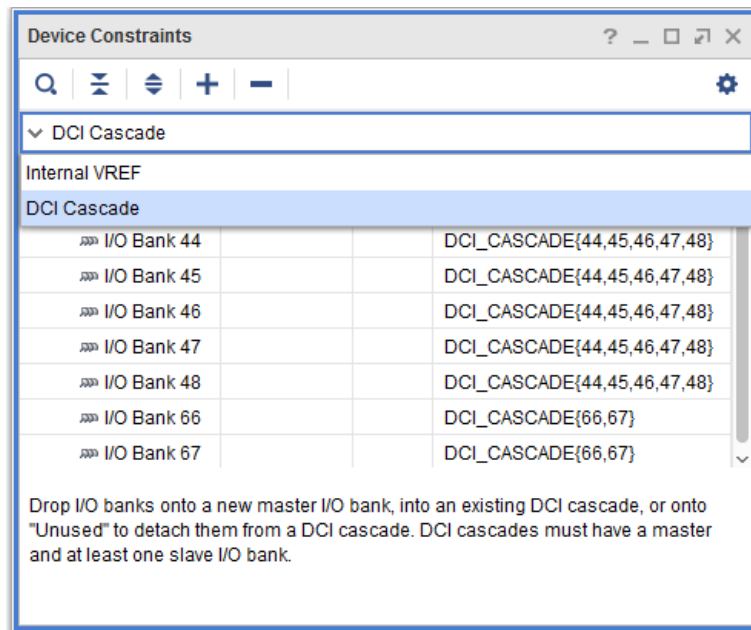 Device Constraints
DCI Cascade
Internal VREF
DCI Cascade
I/O Bank 44 DCI_CASCADE{44,45,46,47,48}
I/O Bank 45 DCI_CASCADE{44,45,46,47,48}
I/O Bank 46 DCI_CASCADE{44,45,46,47,48}
I/O Bank 47 DCI_CASCADE{44,45,46,47,48}
I/O Bank 48 DCI_CASCADE{44,45,46,47,48}
I/O Bank 66 DCI_CASCADE{66,67}
I/O Bank 67 DCI_CASCADE{66,67}
Drop I/O banks onto a new master I/O bank, into an existing DCI cascade, or onto
"Unused" to detach them from a DCI cascade. DCI cascades must have a master
and at least one slave I/O bank.